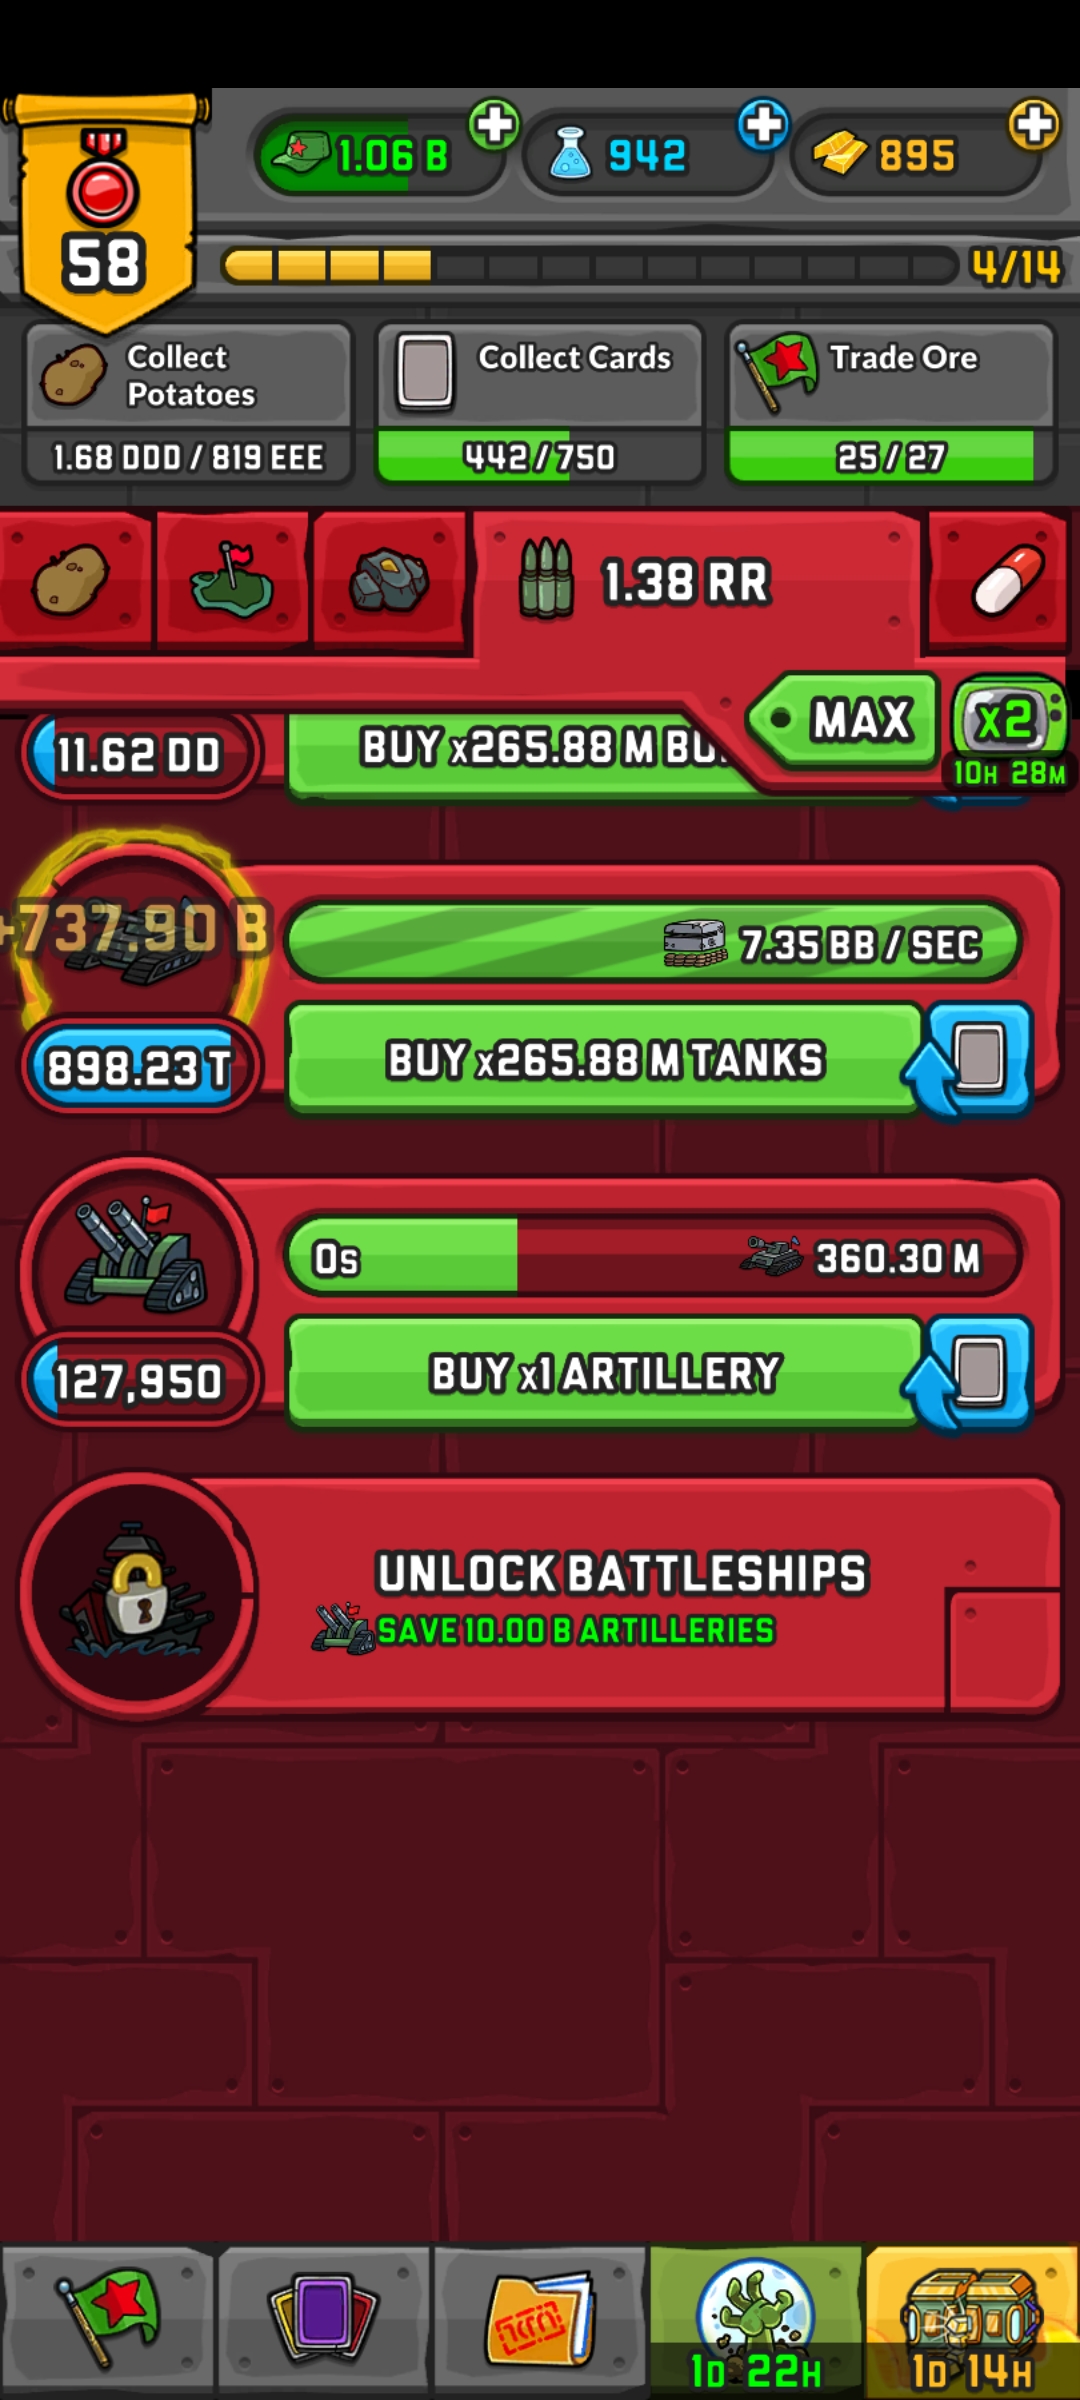 1.06 B
942
895
58
4/14
Collect
Potatoes
Collect Cards
Trade Ore
1.68 DDD / 819 EEE
442/750
25/27
1.38 RR
MAX
x2
10H 28M
11.62 DD
BUY x265.88 M BU
+737.90 B
7.35 BB / SEC
898.23 T
BUY x265.88 M TANKS
0s
360.30 M
127,950
BUY x1 ARTILLERY
UNLOCK BATTLESHIPS
SAVE 10.00 B ARTILLERIES
1D 22H
1D 14H